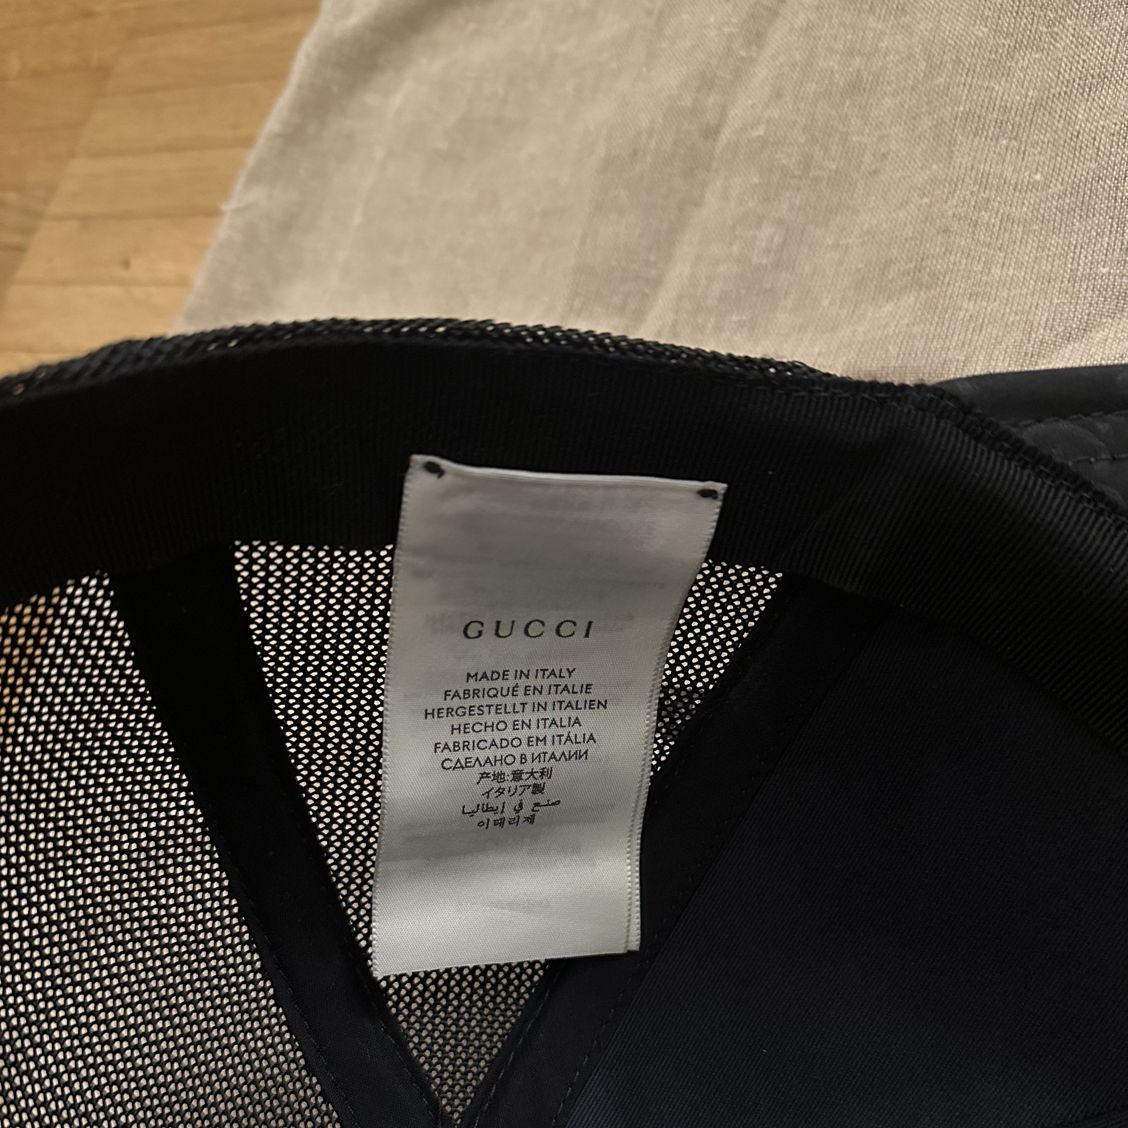 GUCCI
MADE IN ITALY
FABRIQUÉ EN ITALIE
HERGESTELLT IN ITALIEN
HECHO EN ITALIA
FABRICADO EM ITÁLIA
СДЕЛАНО В ИТАЛИИ
产地:意大利
イタリア製
صنع في إيطاليا
이태리제